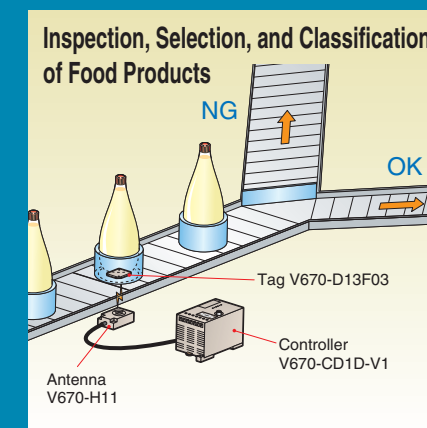 Inspection, Selection, and Classification
of Food Products
NG
OK
Tag V670-D13F03
Controller
V670-CD1D-V1
Antenna
V670-H11